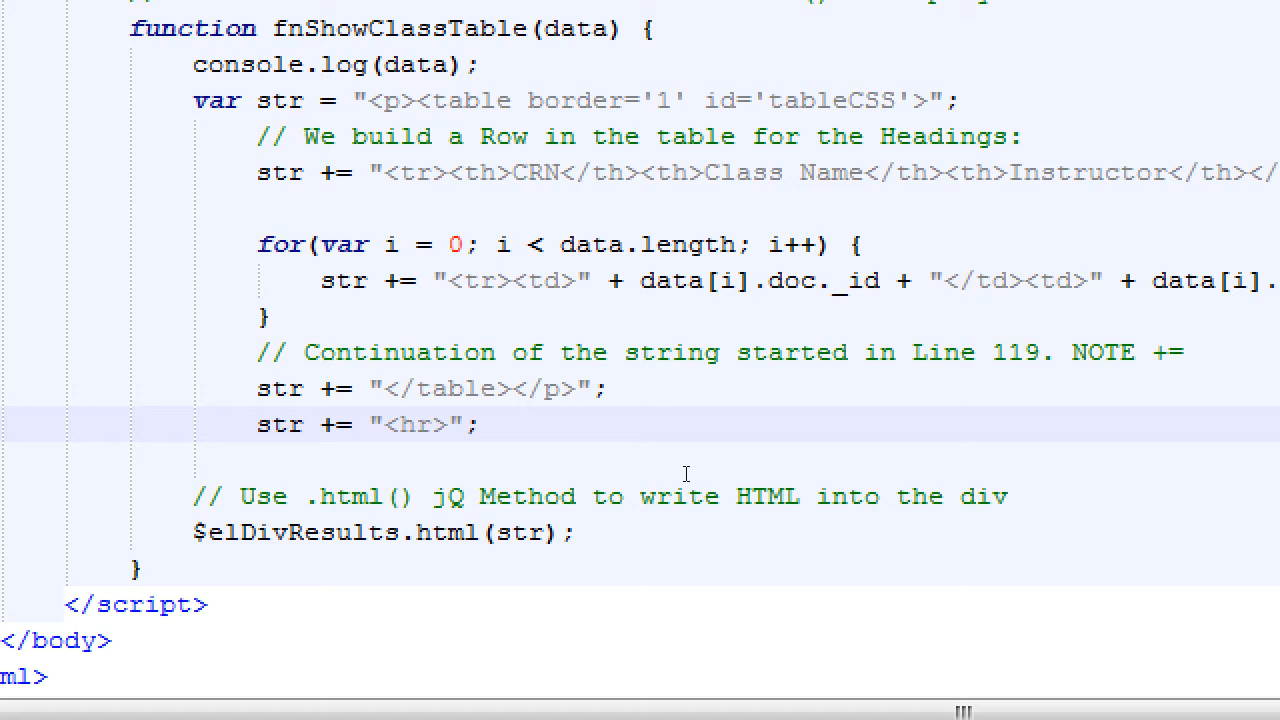 function fnShowClassTable(data) {
console.log(data);
var str = "<p><table border='1' id='tableCSS'>";
// We build a Row in the table for the Headings:
str += "<tr><th>CRN</th><th>Class Name</th><th>Instructor</th></
for(var i = 0; i < data.length; i++) {
str += "<tr><td>" + data[i].doc._id + "</td><td>" + data[i].
}
// Continuation of the string started in Line 119. NOTE +=
str += "</table></p>";
str += "<hr>";
// Use .html() jQ Method to write HTML into the div
$elDivResults.html(str);
}
</script>
</body>
ml>